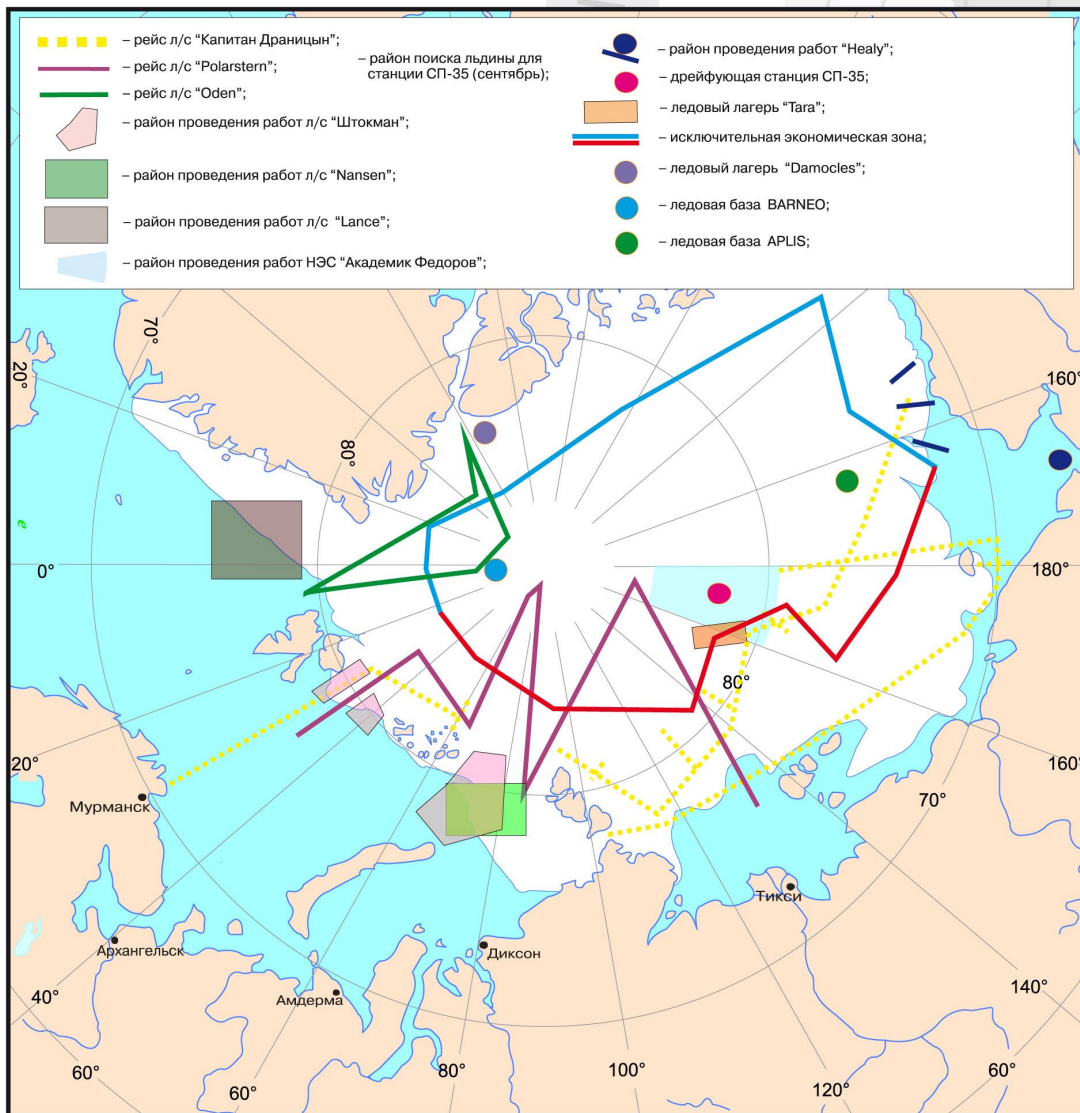 – рейс л/с “Капитан Драницын”;
– рейс л/с “Polarstern”;
– рейс л/с “Oden”;
– район проведения работ л/с “Штокман”;
– район проведения работ л/с “Nansen”;
– район проведения работ л/с “Lance”;
– район проведения работ НЭС “Академик Федоров”;
– район поиска льдины для
станции СП-35 (сентябрь);
– район проведения работ “Healy”;
– дрейфующая станция СП-35;
– ледовый лагерь “Tara”;
– исключительная экономическая зона;
– ледовый лагерь “Damocles”;
– ледовая база BARNEO;
– ледовая база APLIS;
70°
20°
160°
80°
0°
180°
80°
20°
160°
Мурманск
70°
Тикси
Архангельск
Диксон
40°
Амдерма
140°
60°
60°
80°
100°
120°
60°